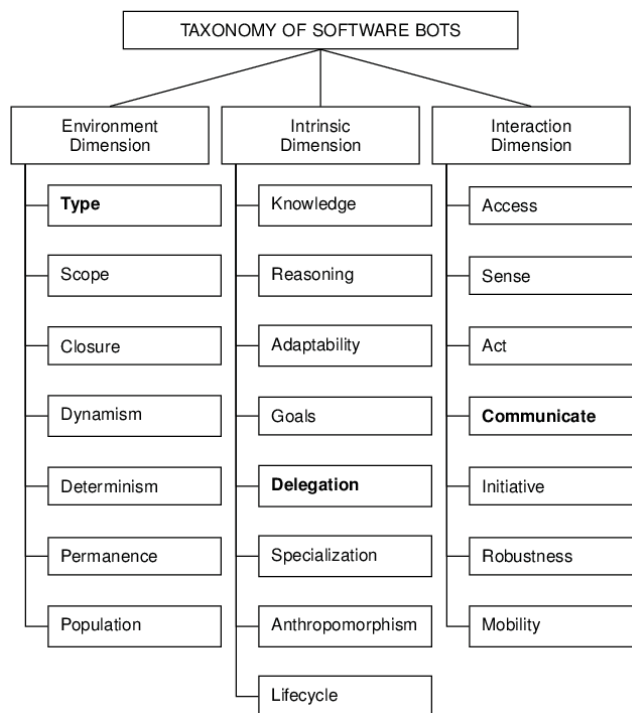 TAXONOMY OF SOFTWARE BOTS
Environment
Dimension
Type
Scope
Closure
Dynamism
Determinism
Permanence
Population
Intrinsic
Dimension
Knowledge
Reasoning
Adaptability
Goals
Delegation
Specialization
Anthropomorphism
Lifecycle
Interaction
Dimension
Access
Sense
Act
Communicate
Initiative
Robustness
Mobility